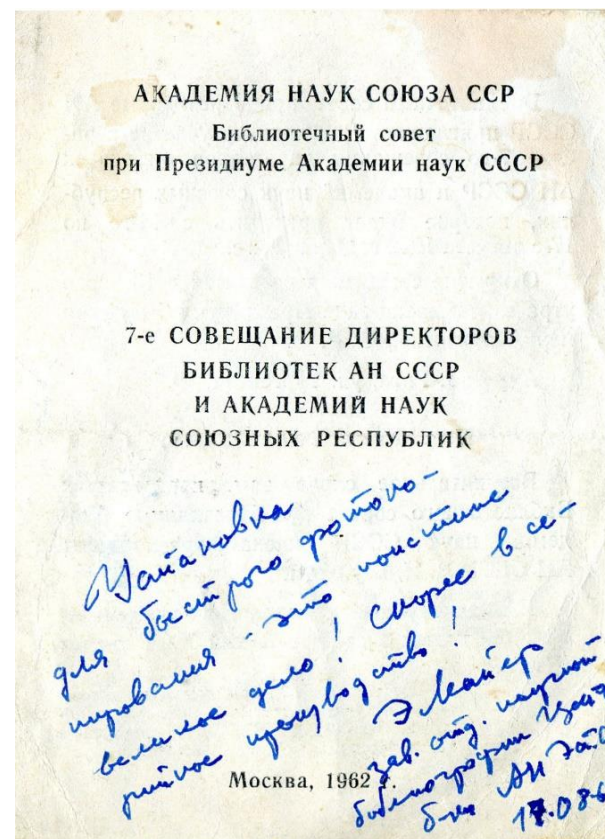 АКАДЕМИЯ НАУК СОЮЗА ССР
Библиотечный совет
при Президиуме Академии наук СССР
7-е СОВЕЩАНИЕ ДИРЕКТОРОВ
БИБЛИОТЕК АН СССР
И АКАДЕМИЙ НАУК
СОЮЗНЫХ РЕСПУБЛИК
Установка
для быстрого фотоко-
пирования - это поистине
великое дело! Скорее в се-
рийное производство!
Э Майер
зав. отд. научной
библиографии
б-ки АН
Москва, 1962 г.